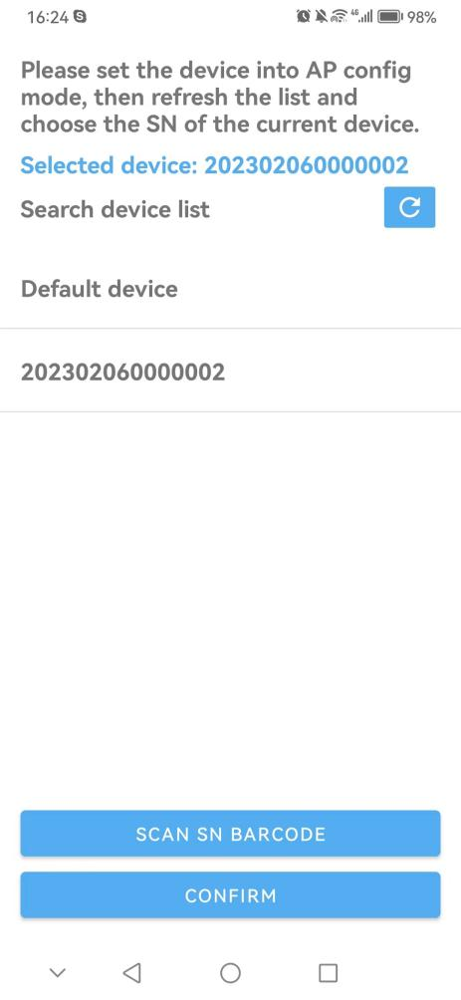 16:24
4G
98%
Please set the device into AP config
mode, then refresh the list and
choose the SN of the current device.
Selected device: 202302060000002
Search device list
Default device
202302060000002
SCAN SN BARCODE
CONFIRM